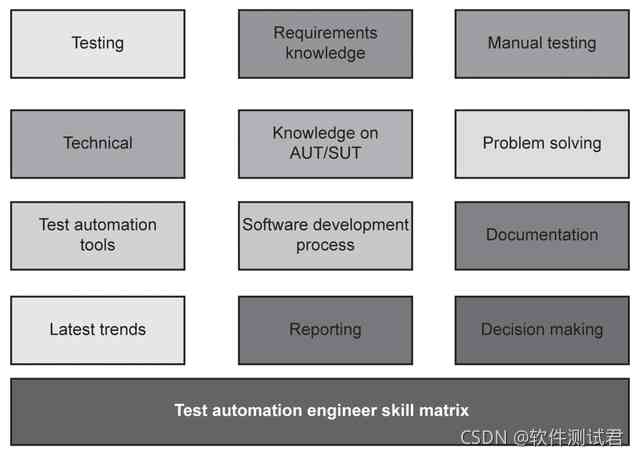 Testing
Requirements
knowledge
Manual testing
Technical
Knowledge on
AUT/SUT
Problem solving
Test automation
tools
Software development
process
Documentation
Latest trends
Reporting
Decision making
Test automation engineer skill matrix
CSDN @软件测试君